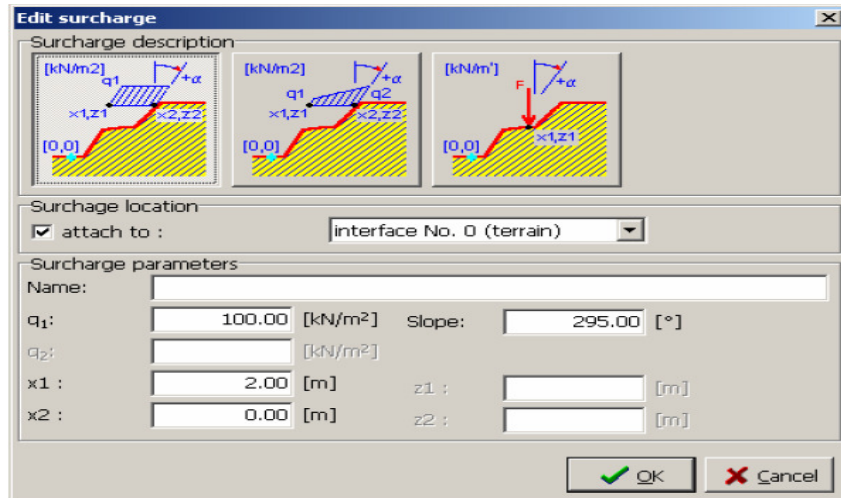 Edit surcharge
Surcharge description
[kN/m2]
q1
+α
x1,z1
x2,z2
[0,0]
[kN/m2]
+α
q1
q2
x1,z1
x2,z2
[0,0]
[kN/m']
F
+α
x1,z1
[0,0]
Surchage location
attach to :
interface No. 0 (terrain)
Surcharge parameters
Name:
q₁: 100.00 [kN/m²] Slope: 295.00 [°]
q₂: [kN/m²]
x1 : 2.00 [m] z1 : [m]
x2 : 0.00 [m] z2 : [m]
OK Cancel